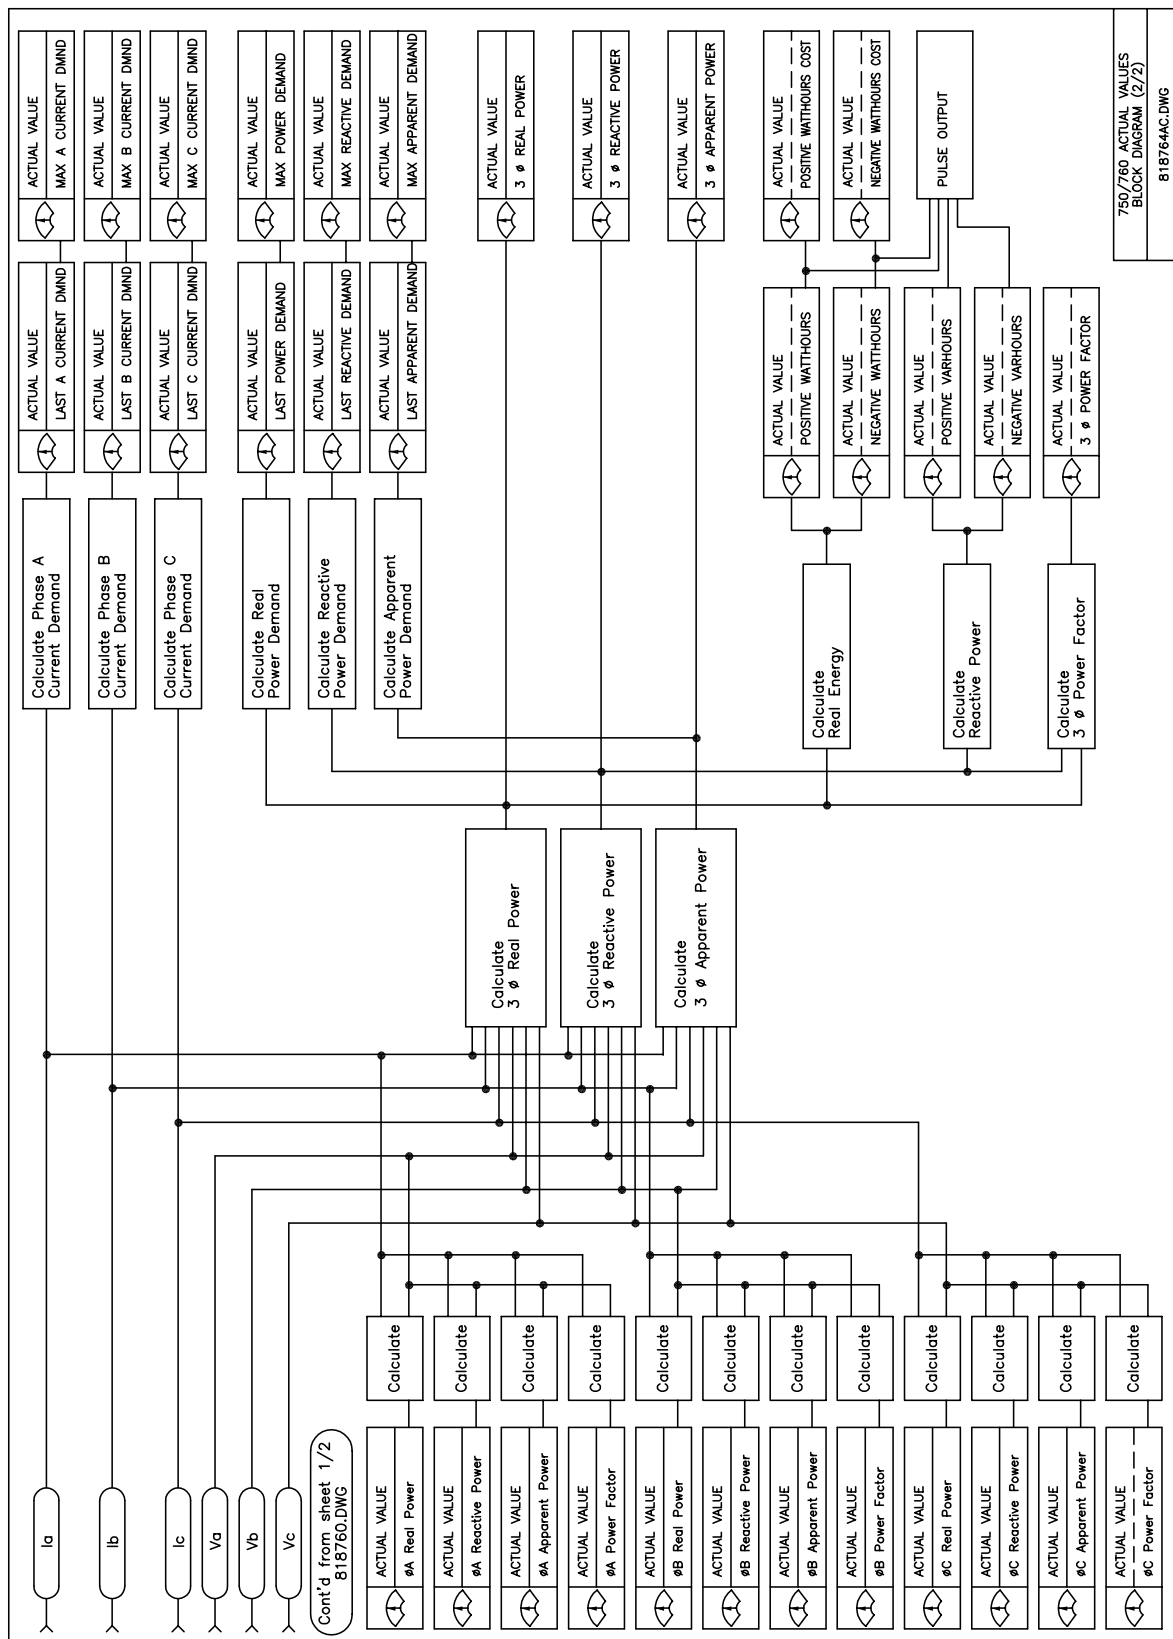 Ia
Ib
Ic
Va
Vb
Vc
Cont'd from sheet 1/2
818760.DWG
ACTUAL VALUE
ØA Real Power
ACTUAL VALUE
ØA Reactive Power
ACTUAL VALUE
ØA Apparent Power
ACTUAL VALUE
ØA Power Factor
ACTUAL VALUE
ØB Real Power
ACTUAL VALUE
ØB Reactive Power
ACTUAL VALUE
ØB Apparent Power
ACTUAL VALUE
ØB Power Factor
ACTUAL VALUE
ØC Real Power
ACTUAL VALUE
ØC Reactive Power
ACTUAL VALUE
ØC Apparent Power
ACTUAL VALUE
ØC Power Factor
Calculate
Calculate
Calculate
Calculate
Calculate
Calculate
Calculate
Calculate
Calculate
Calculate
Calculate
Calculate
Calculate
3 Ø Real Power
Calculate
3 Ø Reactive Power
Calculate
3 Ø Apparent Power
Calculate Phase A
Current Demand
Calculate Phase B
Current Demand
Calculate Phase C
Current Demand
Calculate Real
Power Demand
Calculate Reactive
Power Demand
Calculate Apparent
Power Demand
Calculate
Real Energy
Calculate
Reactive Power
Calculate
3 Ø Power Factor
ACTUAL VALUE
LAST A CURRENT DMND
ACTUAL VALUE
LAST B CURRENT DMND
ACTUAL VALUE
LAST C CURRENT DMND
ACTUAL VALUE
LAST POWER DEMAND
ACTUAL VALUE
LAST REACTIVE DEMAND
ACTUAL VALUE
LAST APPARENT DEMAND
ACTUAL VALUE
POSITIVE WATTHOURS
ACTUAL VALUE
NEGATIVE WATTHOURS
ACTUAL VALUE
POSITIVE VARHOURS
ACTUAL VALUE
NEGATIVE VARHOURS
ACTUAL VALUE
3 Ø POWER FACTOR
ACTUAL VALUE
MAX A CURRENT DMND
ACTUAL VALUE
MAX B CURRENT DMND
ACTUAL VALUE
MAX C CURRENT DMND
ACTUAL VALUE
MAX POWER DEMAND
ACTUAL VALUE
MAX REACTIVE DEMAND
ACTUAL VALUE
MAX APPARENT DEMAND
ACTUAL VALUE
3 Ø REAL POWER
ACTUAL VALUE
3 Ø REACTIVE POWER
ACTUAL VALUE
3 Ø APPARENT POWER
ACTUAL VALUE
POSITIVE WATTHOURS COST
ACTUAL VALUE
NEGATIVE WATTHOURS COST
PULSE OUTPUT
750/760 ACTUAL VALUES
BLOCK DIAGRAM (2/2)
818764AC.DWG